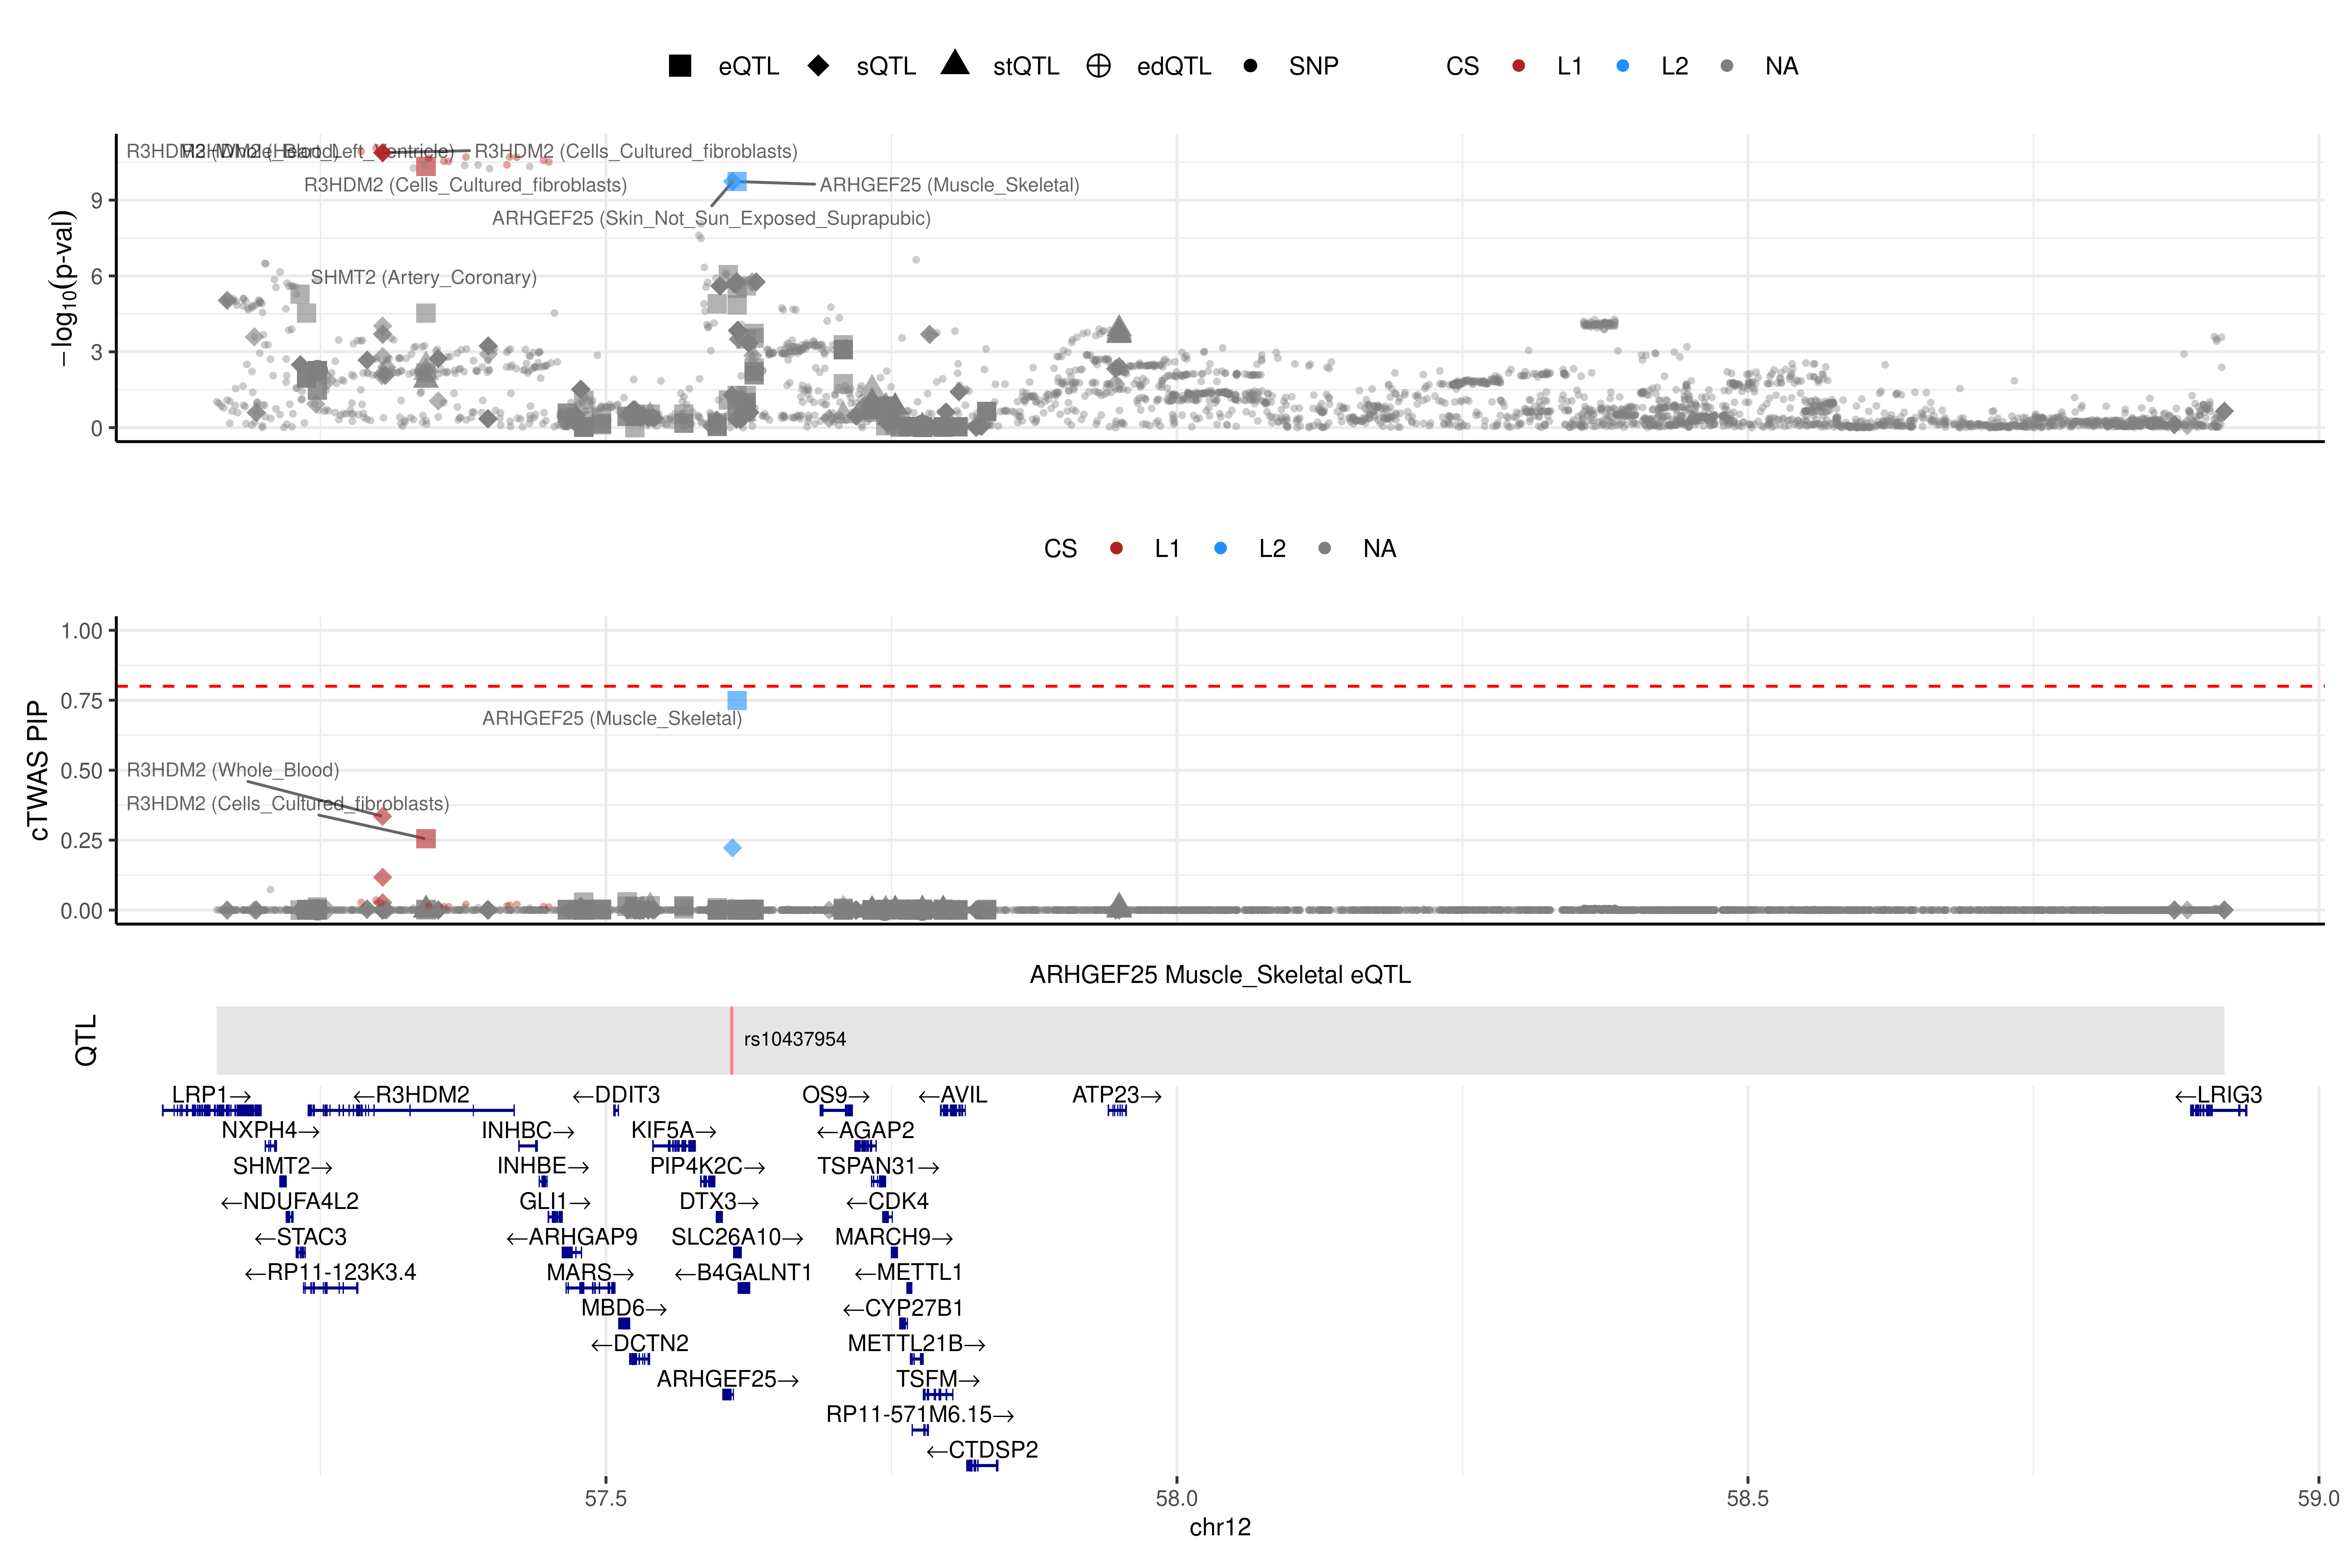 eQTL sQTL stQTL edQTL SNP CS L1 L2 NA
R3HDM2 (Whole_Blood)
R3HDM2 (Heart_Left_Ventricle)
R3HDM2 (Cells_Cultured_fibroblasts)
R3HDM2 (Cells_Cultured_fibroblasts)
ARHGEF25 (Muscle_Skeletal)
ARHGEF25 (Skin_Not_Sun_Exposed_Suprapubic)
SHMT2 (Artery_Coronary)
9
6
3
0
−log10(p-val)
CS L1 L2 NA
1.00
0.75
0.50
0.25
0.00
cTWAS PIP
ARHGEF25 (Muscle_Skeletal)
R3HDM2 (Whole_Blood)
R3HDM2 (Cells_Cultured_fibroblasts)
ARHGEF25 Muscle_Skeletal eQTL
QTL
rs10437954
LRP1→ ←R3HDM2 ←DDIT3 OS9→ ←AVIL ATP23→ ←LRIG3
NXPH4→ INHBC→ KIF5A→ ←AGAP2
SHMT2→ INHBE→ PIP4K2C→ TSPAN31→
←NDUFA4L2 GLI1→ DTX3→ ←CDK4
←STAC3 ←ARHGAP9 SLC26A10→ MARCH9→
←RP11-123K3.4 MARS→ ←B4GALNT1 ←METTL1
MBD6→ ←CYP27B1
←DCTN2 METTL21B→
ARHGEF25→ TSFM→
RP11-571M6.15→
←CTDSP2
57.5 58.0 58.5 59.0
chr12